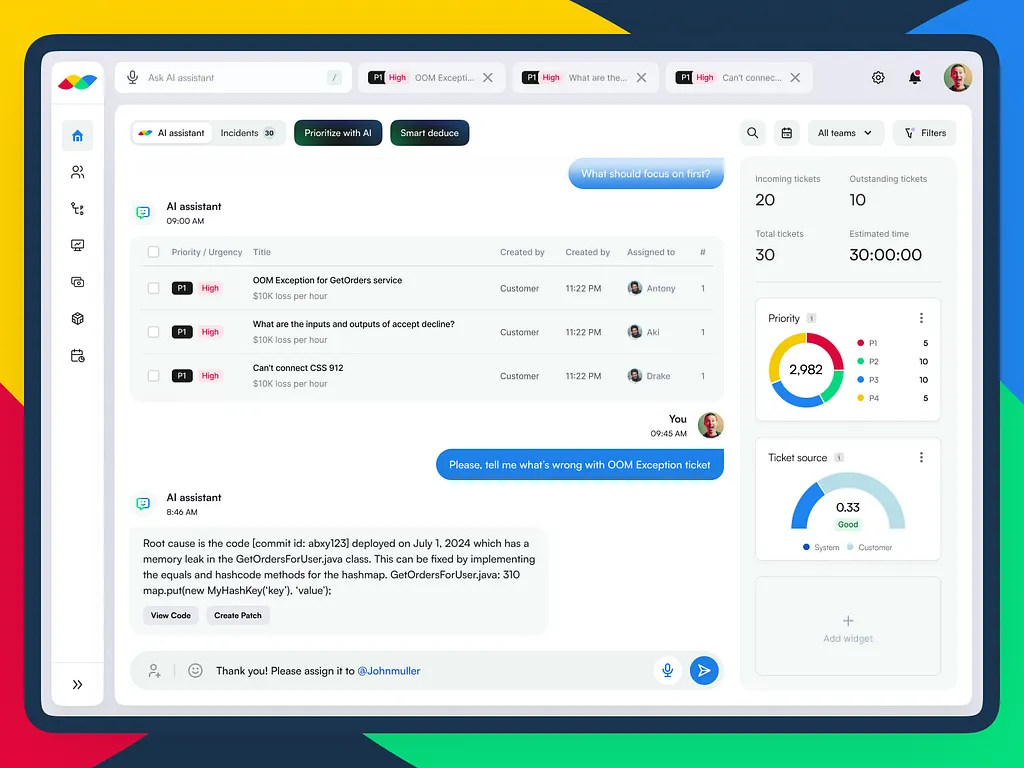 Ask AI assistant /
P1 High OOM Excepti...
P1 High What are the...
P1 High Can't connec...
AI assistant
Incidents 30
Prioritize with AI
Smart deduce
All teams
Filters
What should focus on first?
AI assistant
09:00 AM
Priority / Urgency Title Created by Created by Assigned to #
P1 High OOM Exception for GetOrders service Customer 11:22 PM Antony 1
$10K loss per hour
P1 High What are the inputs and outputs of accept decline? Customer 11:22 PM Aki 1
$10K loss per hour
P1 High Can't connect CSS 912 Customer 11:22 PM Drake 1
$10K loss per hour
You
09:45 AM
Please, tell me what's wrong with OOM Exception ticket
AI assistant
8:46 AM
Root cause is the code [commit id: abxy123] deployed on July 1, 2024 which has a
memory leak in the GetOrdersForUser.java class. This can be fixed by implementing
the equals and hashcode methods for the hashmap. GetOrdersForUser.java: 310
map.put(new MyHashKey('key'), 'value');
View Code
Create Patch
Thank you! Please assign it to @Johnmuller
Incoming tickets Outstanding tickets
20 10
Total tickets Estimated time
30 30:00:00
Priority i
2,982
P1 5
P2 10
P3 10
P4 5
Ticket source i
0.33
Good
System Customer
+
Add widget